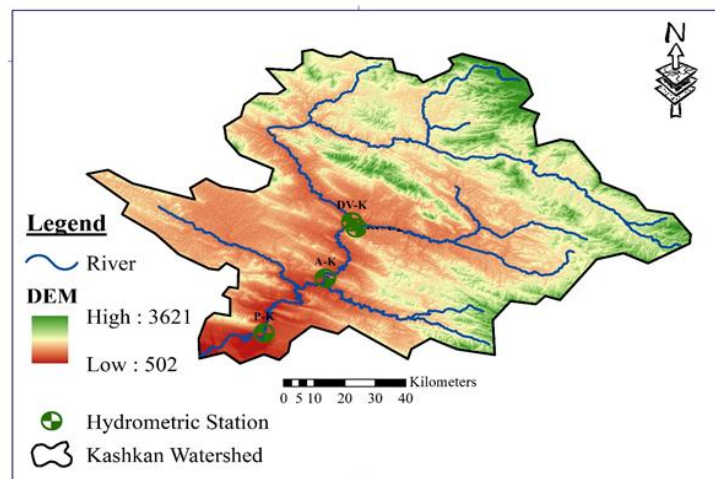 N
DV-K
A-K
P-K
Legend
River
DEM
High : 3621
Low : 502
Kilometers
0 5 10 20 30 40
Hydrometric Station
Kashkan Watershed